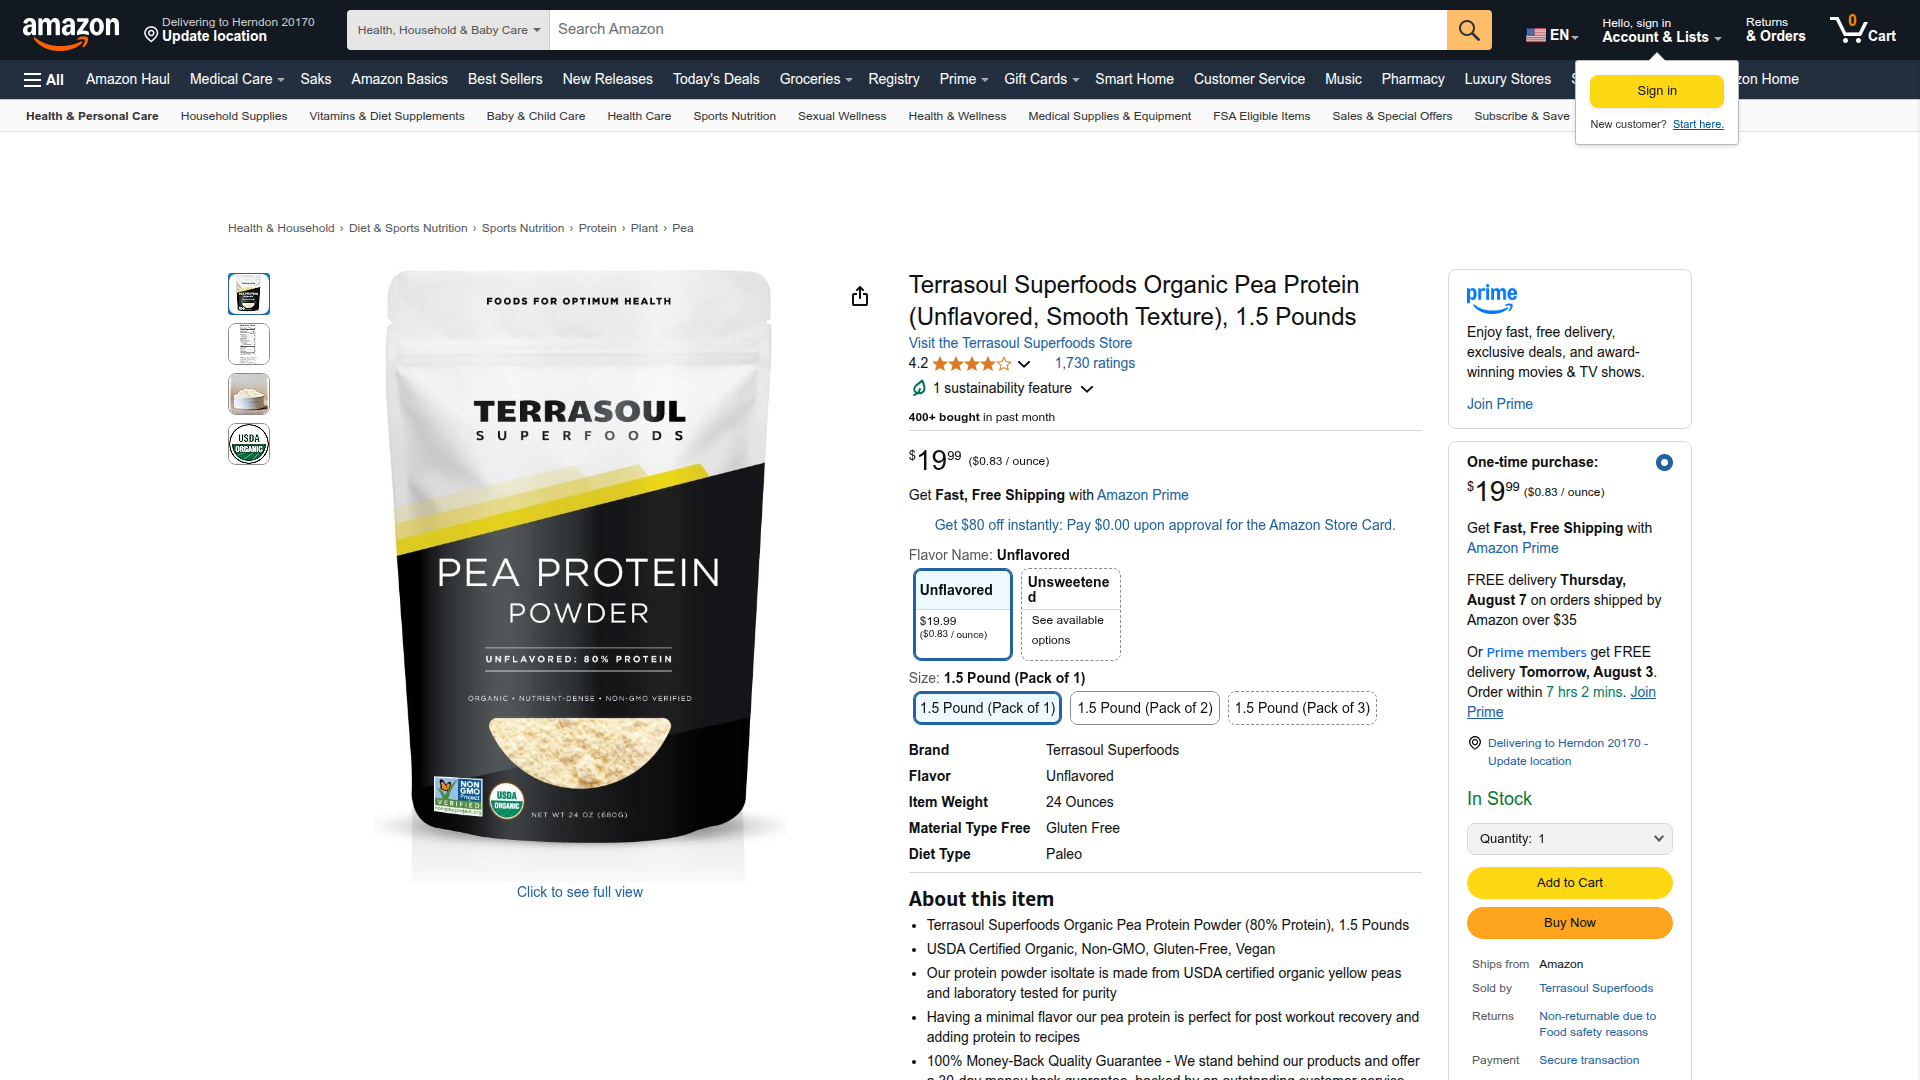 amazon
Delivering to Herndon 20170
Update location
Health, Household & Baby Care
Search Amazon
EN
Hello, sign in
Account & Lists
Returns
& Orders
0
Cart
All
Amazon Haul
Medical Care
Saks
Amazon Basics
Best Sellers
New Releases
Today's Deals
Groceries
Registry
Prime
Gift Cards
Smart Home
Customer Service
Music
Pharmacy
Luxury Stores
Sign in
New customer? Start here.
Health & Personal Care
Household Supplies
Vitamins & Diet Supplements
Baby & Child Care
Health Care
Sports Nutrition
Sexual Wellness
Health & Wellness
Medical Supplies & Equipment
FSA Eligible Items
Sales & Special Offers
Subscribe & Save
Health & Household › Diet & Sports Nutrition › Sports Nutrition › Protein › Plant › Pea
USDA
ORGANIC
FOODS FOR OPTIMUM HEALTH
TERRASOUL
SUPERFOODS
PEA PROTEIN
POWDER
UNFLAVORED: 80% PROTEIN
ORGANIC • NUTRIENT-DENSE • NON-GMO VERIFIED
NON
GMO
Project
VERIFIED
USDA
ORGANIC
NET WT 24 OZ (680G)
Click to see full view
Terrasoul Superfoods Organic Pea Protein
(Unflavored, Smooth Texture), 1.5 Pounds
Visit the Terrasoul Superfoods Store
4.2
1,730 ratings
1 sustainability feature
400+ bought in past month
$19.99 ($0.83 / ounce)
Get Fast, Free Shipping with Amazon Prime
Get $80 off instantly: Pay $0.00 upon approval for the Amazon Store Card.
Flavor Name: Unflavored
Unflavored
$19.99
($0.83 / ounce)
Unsweetene
d
See available
options
Size: 1.5 Pound (Pack of 1)
1.5 Pound (Pack of 1)
1.5 Pound (Pack of 2)
1.5 Pound (Pack of 3)
Brand Terrasoul Superfoods
Flavor Unflavored
Item Weight 24 Ounces
Material Type Free Gluten Free
Diet Type Paleo
About this item
• Terrasoul Superfoods Organic Pea Protein Powder (80% Protein), 1.5 Pounds
• USDA Certified Organic, Non-GMO, Gluten-Free, Vegan
• Our protein powder isoltate is made from USDA certified organic yellow peas
and laboratory tested for purity
• Having a minimal flavor our pea protein is perfect for post workout recovery and
adding protein to recipes
• 100% Money-Back Quality Guarantee - We stand behind our products and offer
a 30-day money back guarantee, backed by an outstanding customer service
prime
Enjoy fast, free delivery,
exclusive deals, and award-
winning movies & TV shows.
Join Prime
One-time purchase:
$19.99 ($0.83 / ounce)
Get Fast, Free Shipping with
Amazon Prime
FREE delivery Thursday,
August 7 on orders shipped by
Amazon over $35
Or Prime members get FREE
delivery Tomorrow, August 3.
Order within 7 hrs 2 mins. Join
Prime
Delivering to Herndon 20170 -
Update location
In Stock
Quantity: 1
Add to Cart
Buy Now
Ships from Amazon
Sold by Terrasoul Superfoods
Returns Non-returnable due to
Food safety reasons
Payment Secure transaction